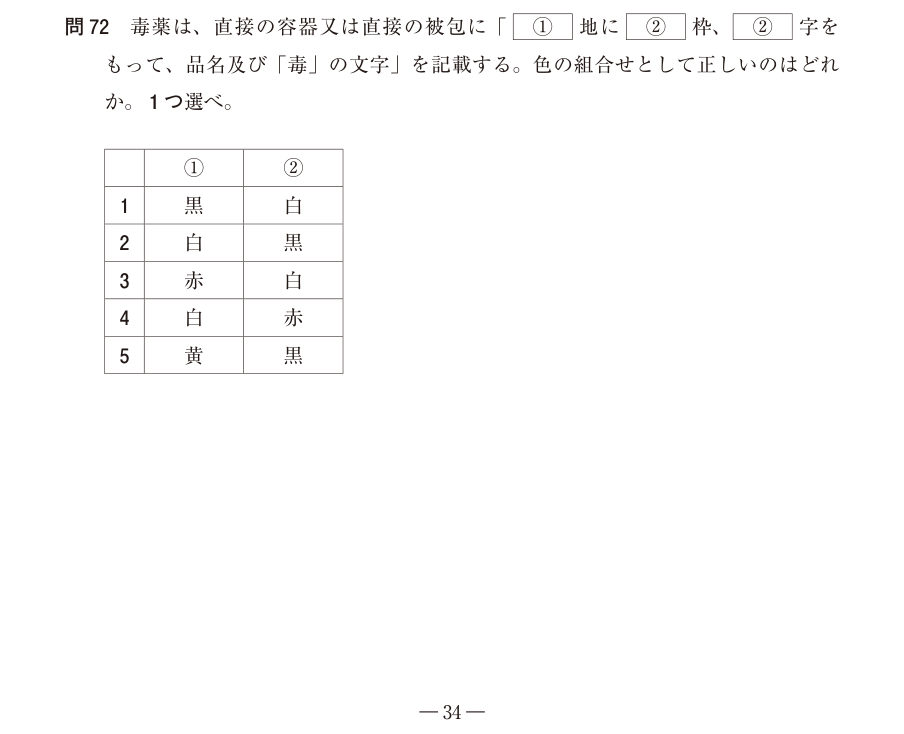 問72 毒薬は、直接の容器又は直接の被包に「 ① 地に ② 枠、 ② 字を
もって、品名及び「毒」の文字」を記載する。色の組合せとして正しいのはどれ
か。1つ選べ。
① ②
1 黒 白
2 白 黒
3 赤 白
4 白 赤
5 黄 黒
― 34 ―